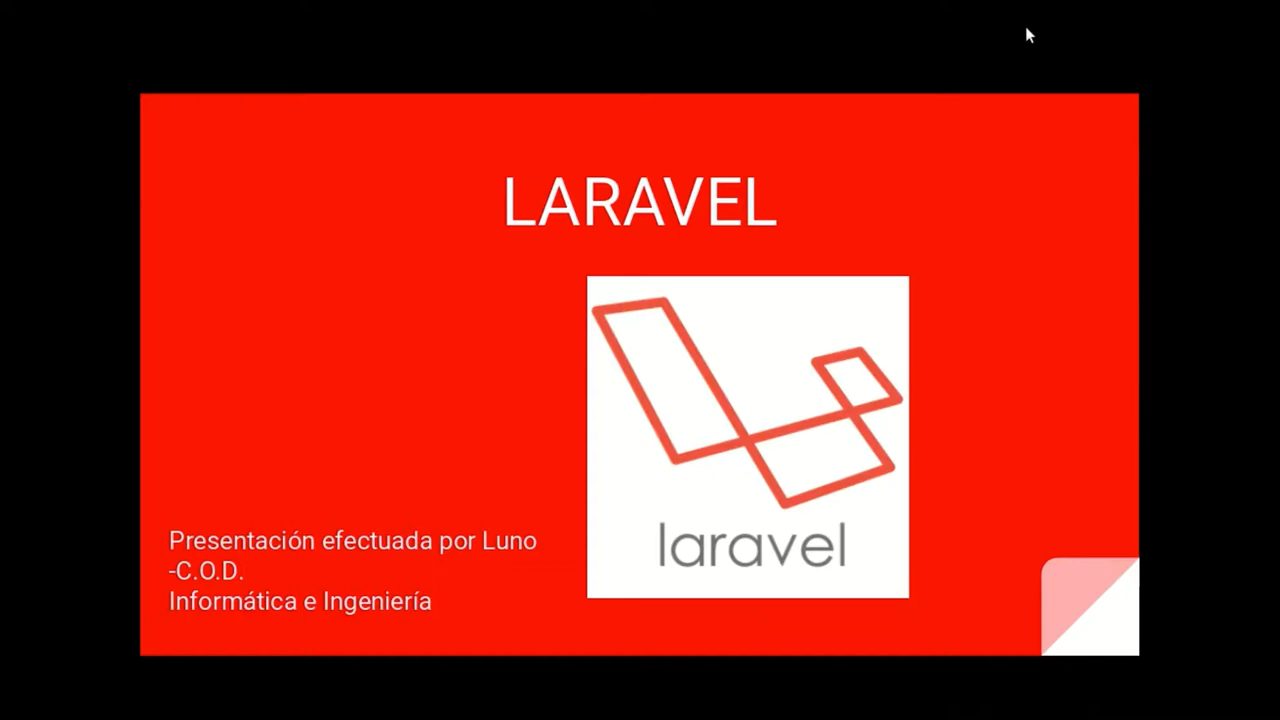 LARAVEL
laravel
Presentación efectuada por Luno
-C.O.D.
Informática e Ingeniería